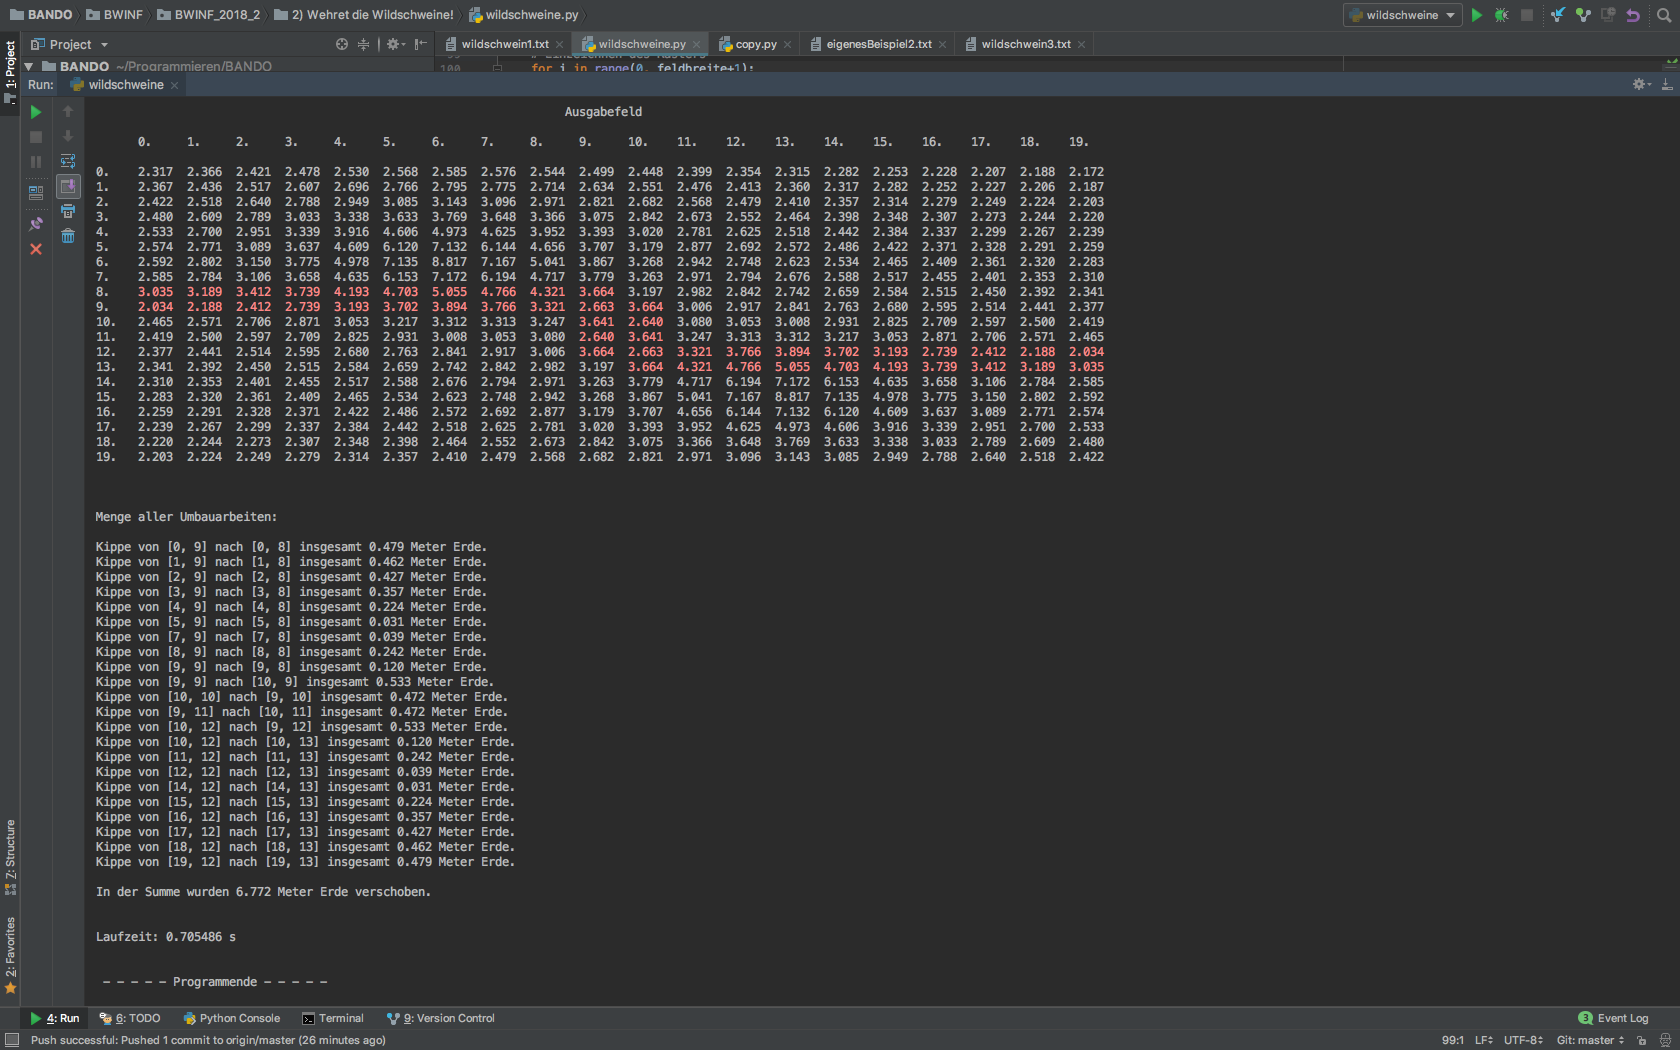 BANDO BWINF BWINF_2018_2 2) Wehret die Wildschweine! wildschweine.py wildschweine
1: Project
Project wildschwein1.txt wildschweine.py copy.py eigenesBeispiel2.txt wildschwein3.txt
BANDO ~/Programmieren/BANDO 100 for i in range(0, feldbreite+1):
Run: wildschweine
Ausgabefeld
0. 1. 2. 3. 4. 5. 6. 7. 8. 9. 10. 11. 12. 13. 14. 15. 16. 17. 18. 19.
0. 2.317 2.366 2.421 2.478 2.530 2.568 2.585 2.576 2.544 2.499 2.448 2.399 2.354 2.315 2.282 2.253 2.228 2.207 2.188 2.172
1. 2.367 2.436 2.517 2.607 2.696 2.766 2.795 2.775 2.714 2.634 2.551 2.476 2.413 2.360 2.317 2.282 2.252 2.227 2.206 2.187
2. 2.422 2.518 2.640 2.788 2.949 3.085 3.143 3.096 2.971 2.821 2.682 2.568 2.479 2.410 2.357 2.314 2.279 2.249 2.224 2.203
3. 2.480 2.609 2.789 3.033 3.338 3.633 3.769 3.648 3.366 3.075 2.842 2.673 2.552 2.464 2.398 2.348 2.307 2.273 2.244 2.220
4. 2.533 2.700 2.951 3.339 3.916 4.606 4.973 4.625 3.952 3.393 3.020 2.781 2.625 2.518 2.442 2.384 2.337 2.299 2.267 2.239
5. 2.574 2.771 3.089 3.637 4.609 6.120 7.132 6.144 4.656 3.707 3.179 2.877 2.692 2.572 2.486 2.422 2.371 2.328 2.291 2.259
6. 2.592 2.802 3.150 3.775 4.978 7.135 8.817 7.167 5.041 3.867 3.268 2.942 2.748 2.623 2.534 2.465 2.409 2.361 2.320 2.283
7. 2.585 2.784 3.106 3.658 4.635 6.153 7.172 6.194 4.717 3.779 3.263 2.971 2.794 2.676 2.588 2.517 2.455 2.401 2.353 2.310
8. 3.035 3.189 3.412 3.739 4.193 4.703 5.055 4.766 4.321 3.664 3.197 2.982 2.842 2.742 2.659 2.584 2.515 2.450 2.392 2.341
9. 2.034 2.188 2.412 2.739 3.193 3.702 3.894 3.766 3.321 2.663 3.664 3.006 2.917 2.841 2.763 2.680 2.595 2.514 2.441 2.377
10. 2.465 2.571 2.706 2.871 3.053 3.217 3.312 3.313 3.247 3.641 2.640 3.080 3.053 3.008 2.931 2.825 2.709 2.597 2.500 2.419
11. 2.419 2.500 2.597 2.709 2.825 2.931 3.008 3.053 3.080 2.640 3.641 3.247 3.313 3.312 3.217 3.053 2.871 2.706 2.571 2.465
12. 2.377 2.441 2.514 2.595 2.680 2.763 2.841 2.917 3.006 3.664 2.663 3.321 3.766 3.894 3.702 3.193 2.739 2.412 2.188 2.034
13. 2.341 2.392 2.450 2.515 2.584 2.659 2.742 2.842 2.982 3.197 3.664 4.321 4.766 5.055 4.703 4.193 3.739 3.412 3.189 3.035
14. 2.310 2.353 2.401 2.455 2.517 2.588 2.676 2.794 2.971 3.263 3.779 4.717 6.194 7.172 6.153 4.635 3.658 3.106 2.784 2.585
15. 2.283 2.320 2.361 2.409 2.465 2.534 2.623 2.748 2.942 3.268 3.867 5.041 7.167 8.817 7.135 4.978 3.775 3.150 2.802 2.592
16. 2.259 2.291 2.328 2.371 2.422 2.486 2.572 2.692 2.877 3.179 3.707 4.656 6.144 7.132 6.120 4.609 3.637 3.089 2.771 2.574
17. 2.239 2.267 2.299 2.337 2.384 2.442 2.518 2.625 2.781 3.020 3.393 3.952 4.625 4.973 4.606 3.916 3.339 2.951 2.700 2.533
18. 2.220 2.244 2.273 2.307 2.348 2.398 2.464 2.552 2.673 2.842 3.075 3.366 3.648 3.769 3.633 3.338 3.033 2.789 2.609 2.480
19. 2.203 2.224 2.249 2.279 2.314 2.357 2.410 2.479 2.568 2.682 2.821 2.971 3.096 3.143 3.085 2.949 2.788 2.640 2.518 2.422
Menge aller Umbauarbeiten:
Kippe von [0, 9] nach [0, 8] insgesamt 0.479 Meter Erde.
Kippe von [1, 9] nach [1, 8] insgesamt 0.462 Meter Erde.
Kippe von [2, 9] nach [2, 8] insgesamt 0.427 Meter Erde.
Kippe von [3, 9] nach [3, 8] insgesamt 0.357 Meter Erde.
Kippe von [4, 9] nach [4, 8] insgesamt 0.224 Meter Erde.
Kippe von [5, 9] nach [5, 8] insgesamt 0.031 Meter Erde.
Kippe von [7, 9] nach [7, 8] insgesamt 0.039 Meter Erde.
Kippe von [8, 9] nach [8, 8] insgesamt 0.242 Meter Erde.
Kippe von [9, 9] nach [9, 8] insgesamt 0.120 Meter Erde.
Kippe von [9, 9] nach [10, 9] insgesamt 0.533 Meter Erde.
Kippe von [10, 10] nach [9, 10] insgesamt 0.472 Meter Erde.
Kippe von [9, 11] nach [10, 11] insgesamt 0.472 Meter Erde.
Kippe von [10, 12] nach [9, 12] insgesamt 0.533 Meter Erde.
Kippe von [10, 12] nach [10, 13] insgesamt 0.120 Meter Erde.
Kippe von [11, 12] nach [11, 13] insgesamt 0.242 Meter Erde.
Kippe von [12, 12] nach [12, 13] insgesamt 0.039 Meter Erde.
Kippe von [14, 12] nach [14, 13] insgesamt 0.031 Meter Erde.
Kippe von [15, 12] nach [15, 13] insgesamt 0.224 Meter Erde.
Kippe von [16, 12] nach [16, 13] insgesamt 0.357 Meter Erde.
Kippe von [17, 12] nach [17, 13] insgesamt 0.427 Meter Erde.
Kippe von [18, 12] nach [18, 13] insgesamt 0.462 Meter Erde.
Kippe von [19, 12] nach [19, 13] insgesamt 0.479 Meter Erde.
In der Summe wurden 6.772 Meter Erde verschoben.
Laufzeit: 0.705486 s
- - - - - Programmende - - - - -
7: Structure
2: Favorites
4: Run 6: TODO Python Console Terminal 9: Version Control 3 Event Log
Push successful: Pushed 1 commit to origin/master (26 minutes ago) 99:1 LF UTF-8 Git: master